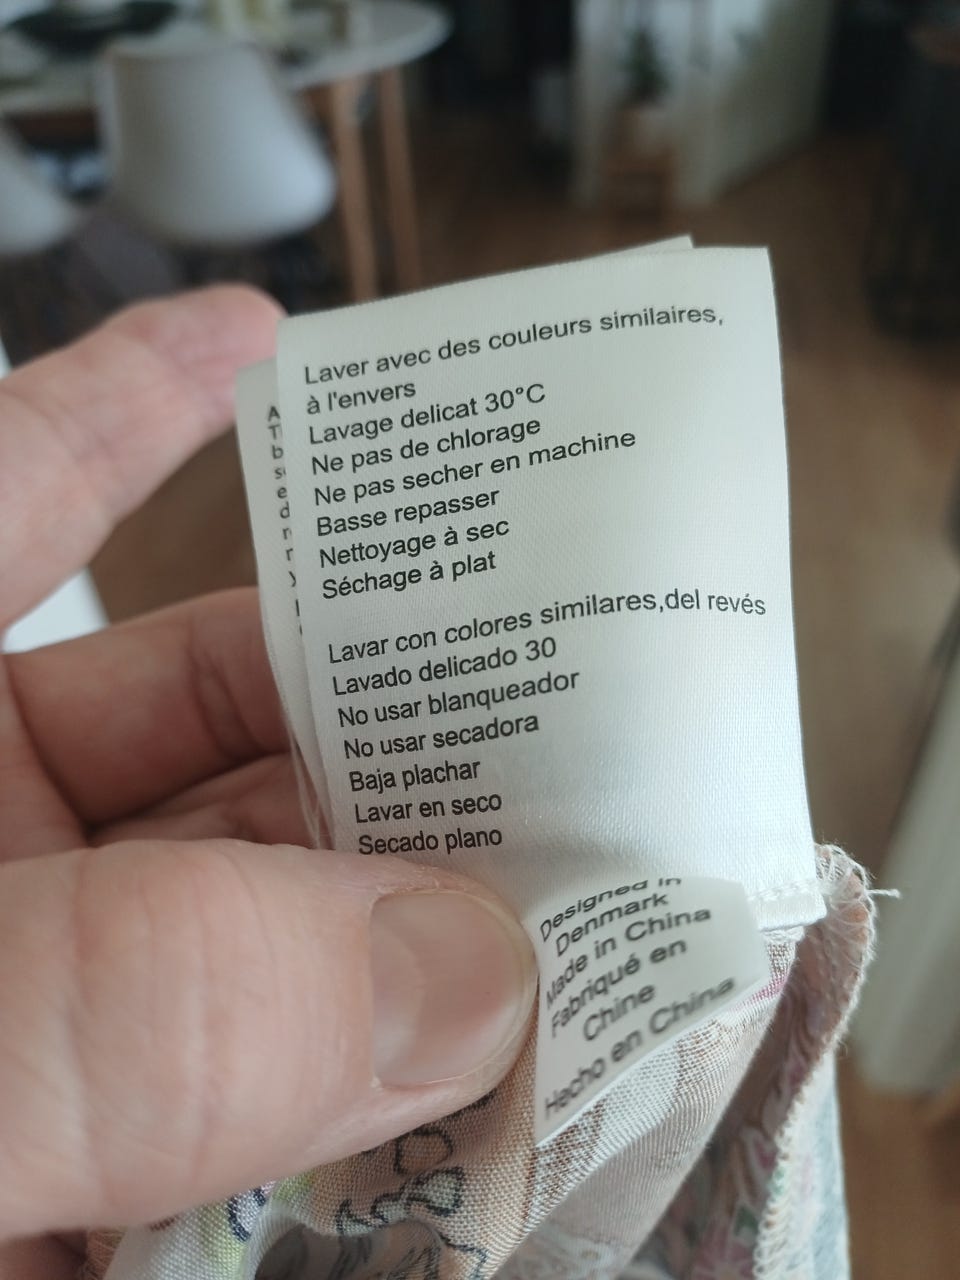 Laver avec des couleurs similaires,
à l'envers
Lavage delicat 30°C
Ne pas de chlorage
Ne pas secher en machine
Basse repasser
Nettoyage à sec
Séchage à plat
Lavar con colores similares,del revés
Lavado delicado 30
No usar blanqueador
No usar secadora
Baja plachar
Lavar en seco
Secado plano
Designed in
Denmark
Made in China
Fabriqué en
Chine
Hecho en China